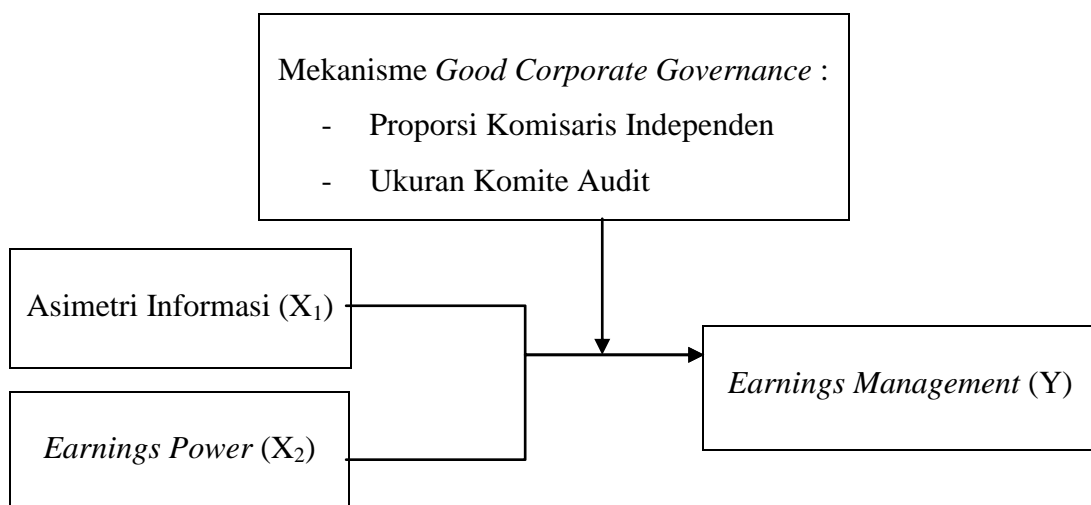 Mekanisme Good Corporate Governance :
- Proporsi Komisaris Independen
- Ukuran Komite Audit
Asimetri Informasi (X₁)
Earnings Management (Y)
Earnings Power (X₂)